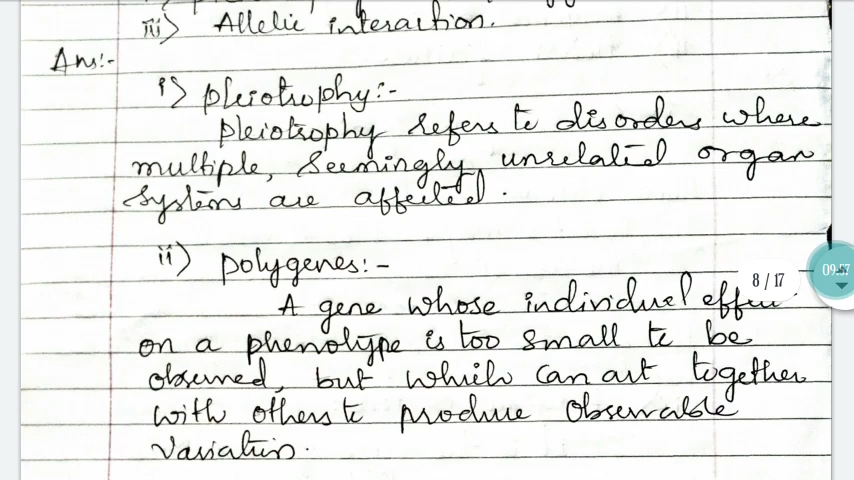 iii) Allelic interaction.
Ans:-
i) pleiotrophy:-
pleiotrophy refers to disorders where
multiple, seemingly unrelated organ
systems are affected.
ii) polygenes:-
8/17
09:57
A gene whose individual effect
on a phenotype is too small to be
observed, but which can act together
with others to produce observable
variation.